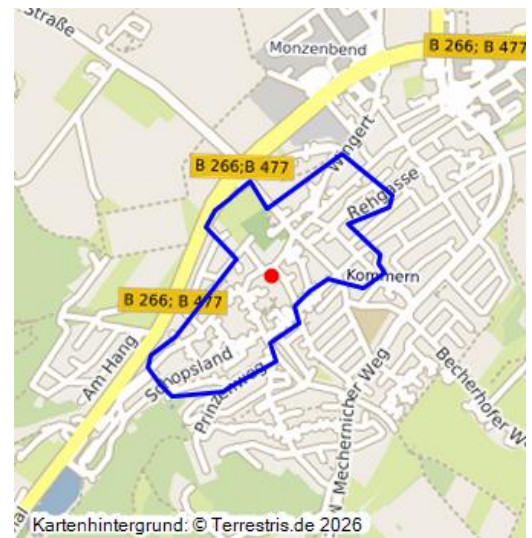 Straße
Monzenbend
B 266; B 477
Wingert
B 266;B 477
Rehgasse
Kommern
B 266; B 477
Am Hang
Schopsland
Prinzenweg
Mechernicher Weg
Becherhofer We
Kartenhintergrund: © Terrestris.de 2026